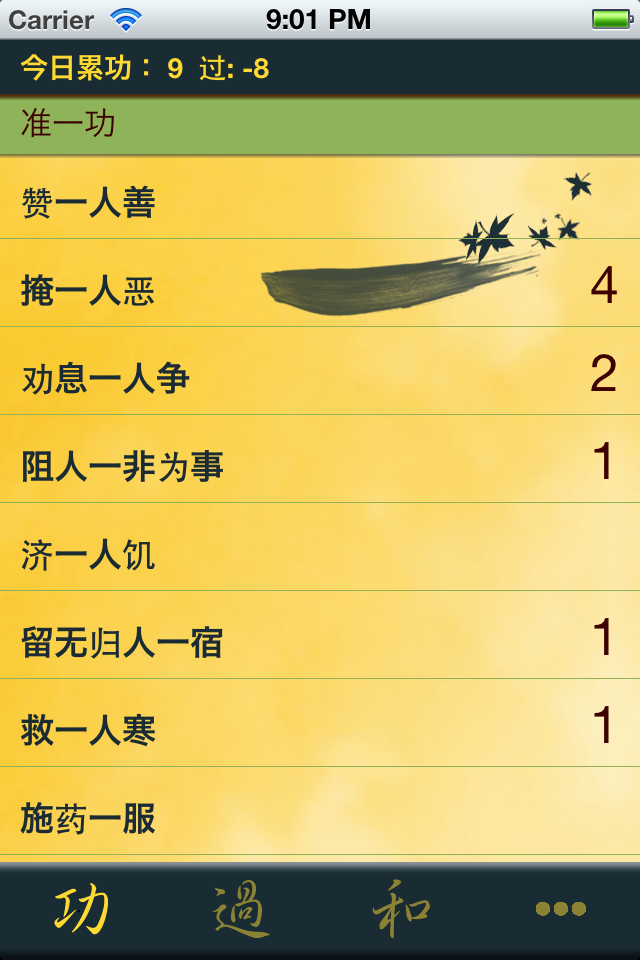 Carrier 9:01 PM
今日累功： 9 过: -8
准一功
赞一人善
掩一人恶 4
劝息一人争 2
阻人一非为事 1
济一人饥
留无归人一宿 1
救一人寒 1
施药一服
功 過 和